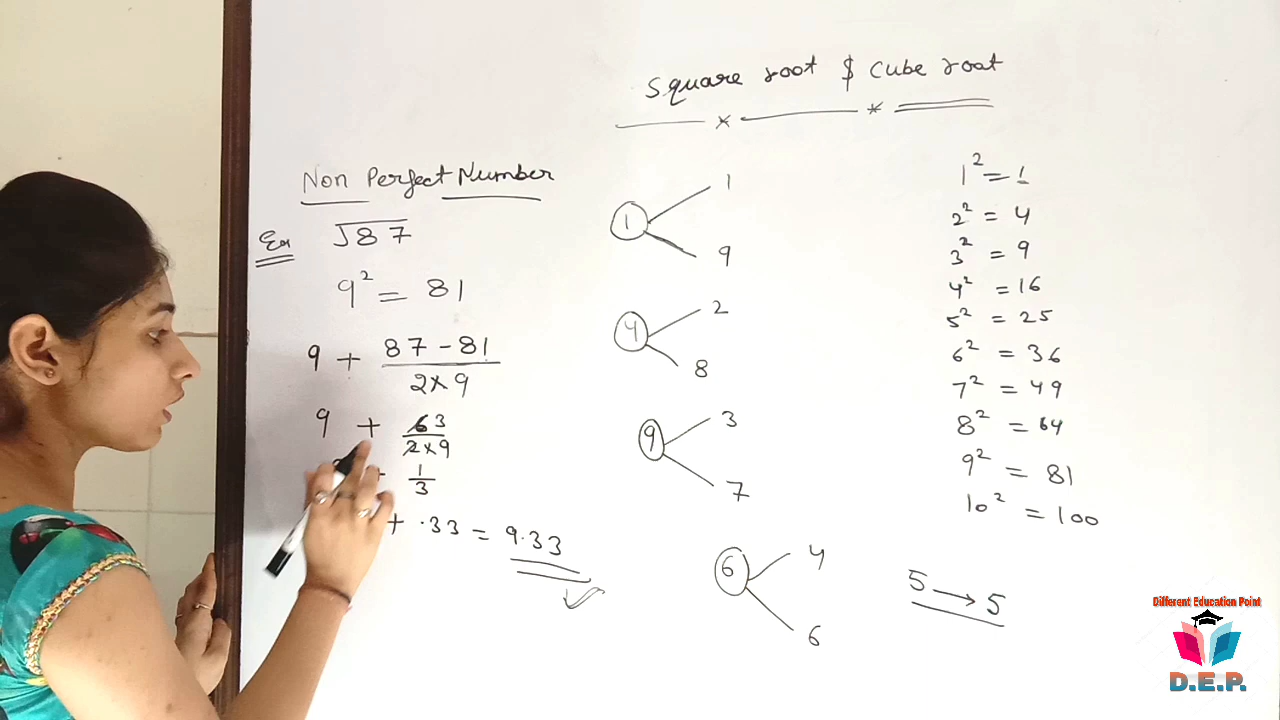 Square root & Cube root
Non Perfect Number
Ex √87
9² = 81
9 + 87 - 81 / 2×9
9 + 63 / 2×9
+ 1/3
+ .33 = 9.33
1
1
9
4
2
8
9
3
7
6
4
6
1² = 1
2² = 4
3² = 9
4² = 16
5² = 25
6² = 36
7² = 49
8² = 64
9² = 81
10² = 100
5 → 5
Different Education Point
D.E.P.